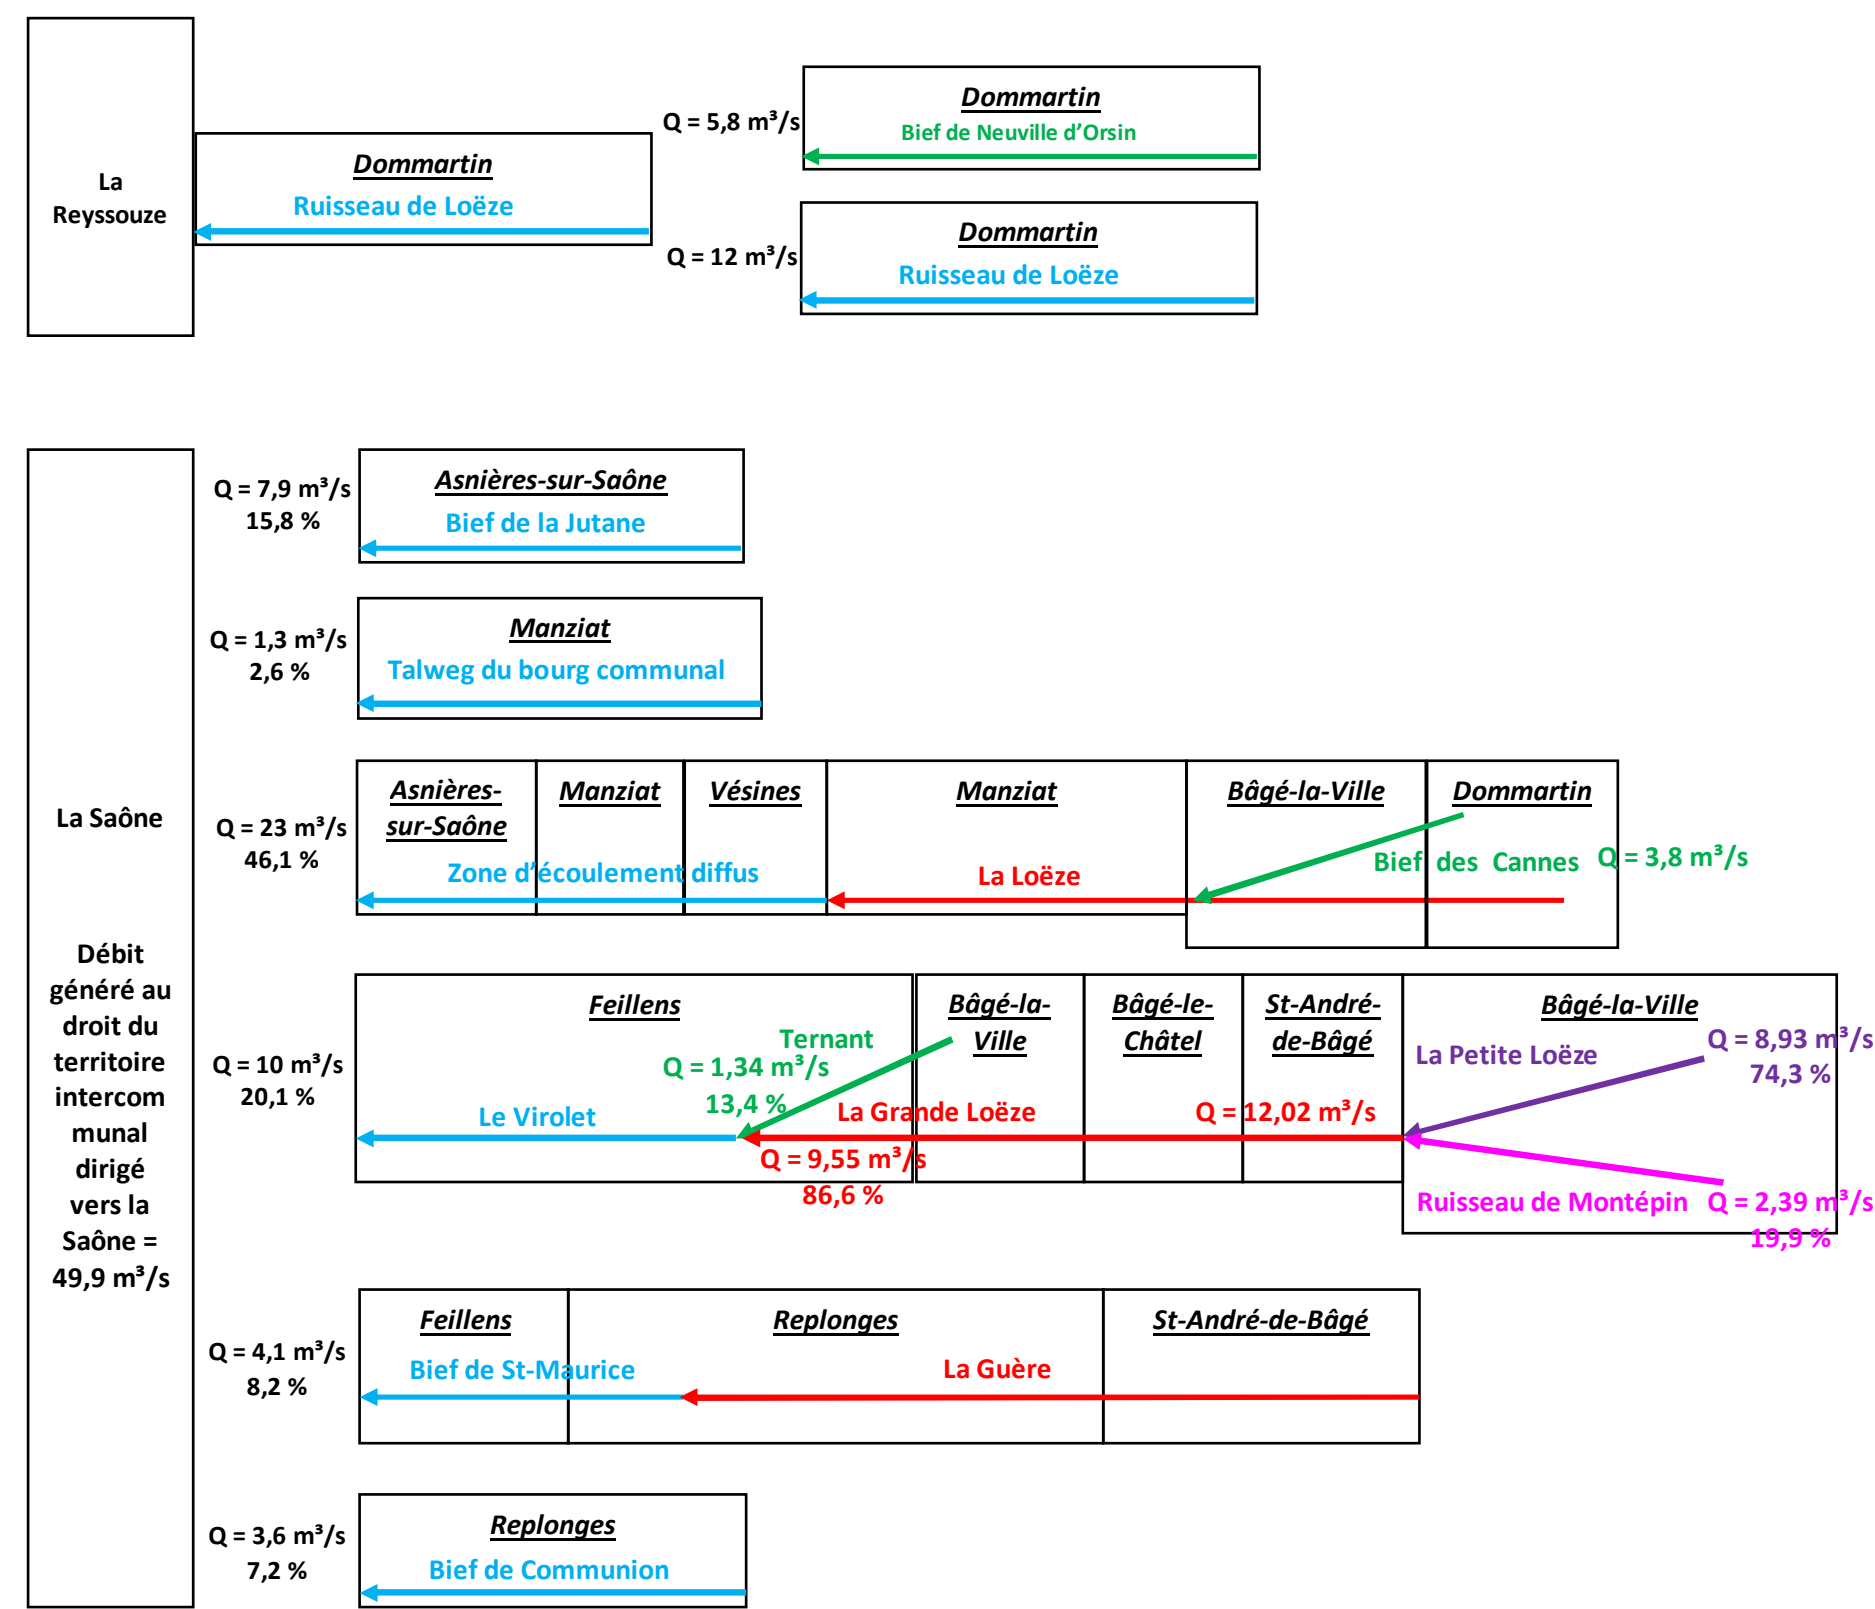 La
Reyssouze
Dommartin
Ruisseau de Loëze
Q = 5,8 m³/s
Dommartin
Bief de Neuville d'Orsin
Q = 12 m³/s
Dommartin
Ruisseau de Loëze
La Saône
Débit
généré au
droit du
territoire
intercom
munal
dirigé
vers la
Saône =
49,9 m³/s
Q = 7,9 m³/s
15,8 %
Asnières-sur-Saône
Bief de la Jutane
Q = 1,3 m³/s
2,6 %
Manziat
Talweg du bourg communal
Q = 23 m³/s
46,1 %
Asnières-
sur-Saône
Manziat
Vésines
Manziat
Bâgé-la-Ville
Dommartin
Zone d'écoulement diffus
La Loëze
Bief des Cannes
Q = 3,8 m³/s
Q = 10 m³/s
20,1 %
Feillens
Bâgé-la-
Ville
Bâgé-le-
Châtel
St-André-
de-Bâgé
Bâgé-la-Ville
Ternant
Q = 1,34 m³/s
13,4 %
Le Virolet
La Grande Loëze
Q = 12,02 m³/s
Q = 9,55 m³/s
86,6 %
La Petite Loëze
Q = 8,93 m³/s
74,3 %
Ruisseau de Montépin
Q = 2,39 m³/s
19,9 %
Q = 4,1 m³/s
8,2 %
Feillens
Replonges
St-André-de-Bâgé
Bief de St-Maurice
La Guère
Q = 3,6 m³/s
7,2 %
Replonges
Bief de Communion